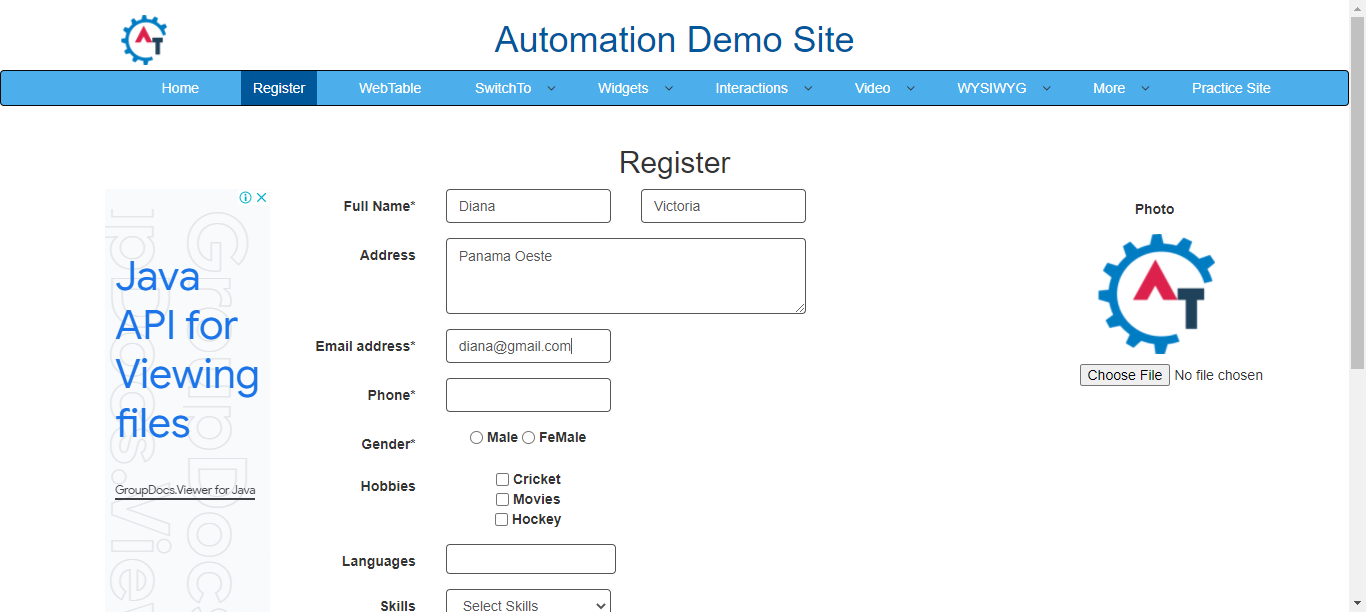 Automation Demo Site
Home Register WebTable SwitchTo Widgets Interactions Video WYSIWYG More Practice Site
Register
Full Name* Diana Victoria
Address Panama Oeste
Email address* diana@gmail.com
Phone*
Gender* Male FeMale
Hobbies Cricket
Movies
Hockey
Languages
Skills Select Skills
Photo
AT
Choose File No file chosen
Java
API for
Viewing
files
GroupDocs.Viewer for Java